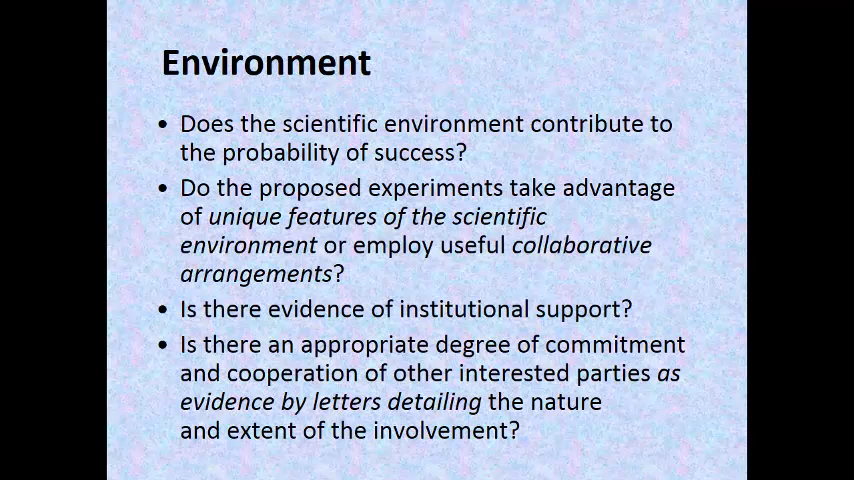 Environment
• Does the scientific environment contribute to
the probability of success?
• Do the proposed experiments take advantage
of unique features of the scientific
environment or employ useful collaborative
arrangements?
• Is there evidence of institutional support?
• Is there an appropriate degree of commitment
and cooperation of other interested parties as
evidence by letters detailing the nature
and extent of the involvement?